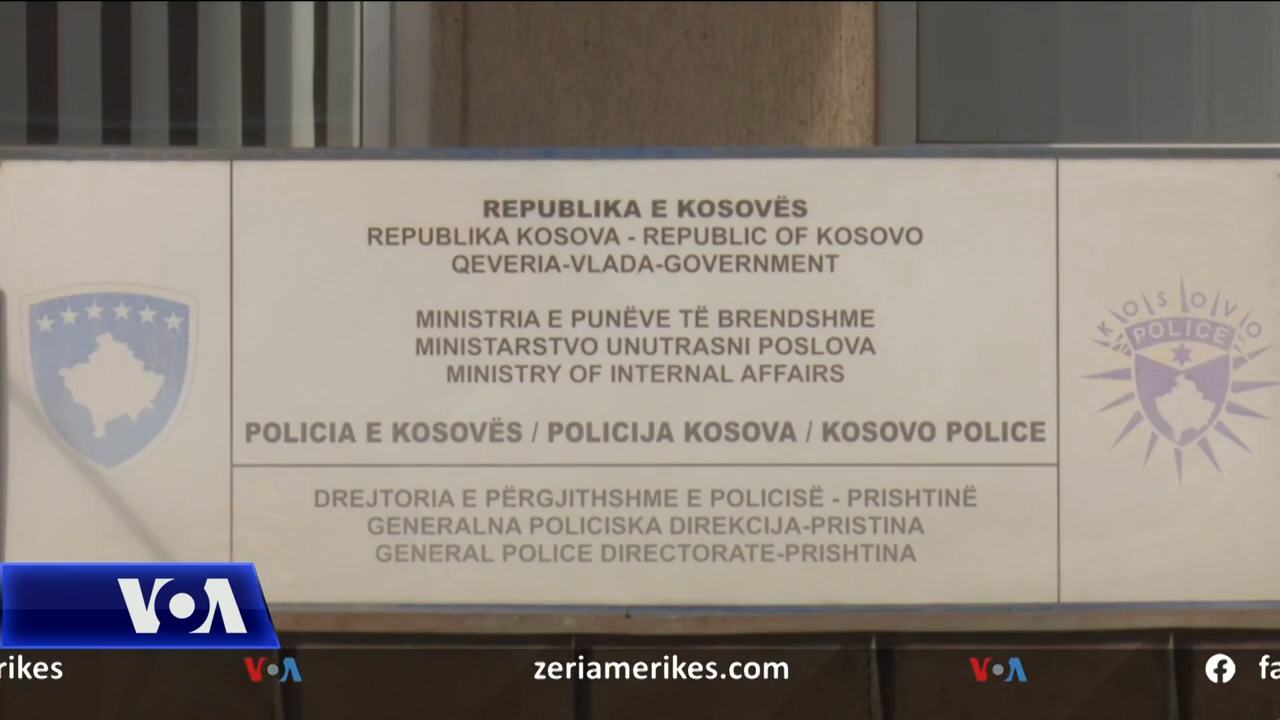 REPUBLIKA E KOSOVËS
REPUBLIKA KOSOVA - REPUBLIC OF KOSOVO
QEVERIA-VLADA-GOVERNMENT
MINISTRIA E PUNËVE TË BRENDSHME
MINISTARSTVO UNUTRASNI POSLOVA
MINISTRY OF INTERNAL AFFAIRS
KOSOVO
POLICE
POLICIA E KOSOVËS / POLICIJA KOSOVA / KOSOVO POLICE
DREJTORIA E PËRGJITHSHME E POLICISË - PRISHTINË
GENERALNA POLICISKA DIREKCIJA-PRISTINA
GENERAL POLICE DIRECTORATE-PRISHTINA
VOA
rikes VOA zeriamerikes.com VOA fa